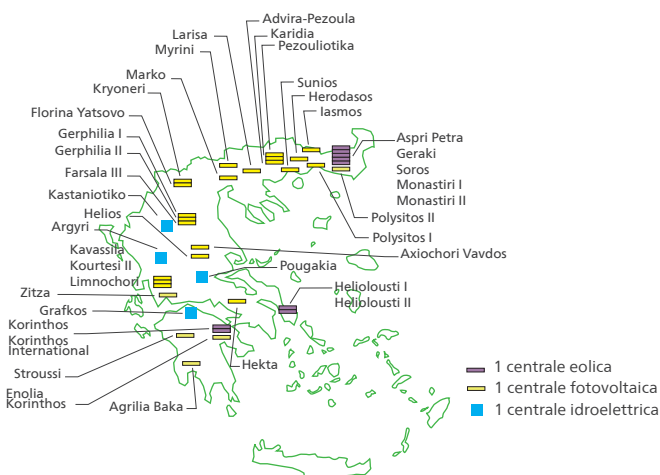 Advira-Pezoula
Karidia
Pezouliotika
Larisa
Myrini
Marko
Kryoneri
Florina Yatsovo
Gerphilia I
Gerphilia II
Farsala III
Kastaniotiko
Helios
Argyri
Kavassila
Kourtesi II
Limnochori
Zitza
Grafkos
Korinthos
Korinthos
International
Stroussi
Enolia
Korinthos
Agrilia Baka
Hekta
Sunios
Herodasos
Iasmos
Aspri Petra
Geraki
Soros
Monastiri I
Monastiri II
Polysitos II
Polysitos I
Axiochori Vavdos
Pougakia
Heliolousti I
Heliolousti II
1 centrale eolica
1 centrale fotovoltaica
1 centrale idroelettrica